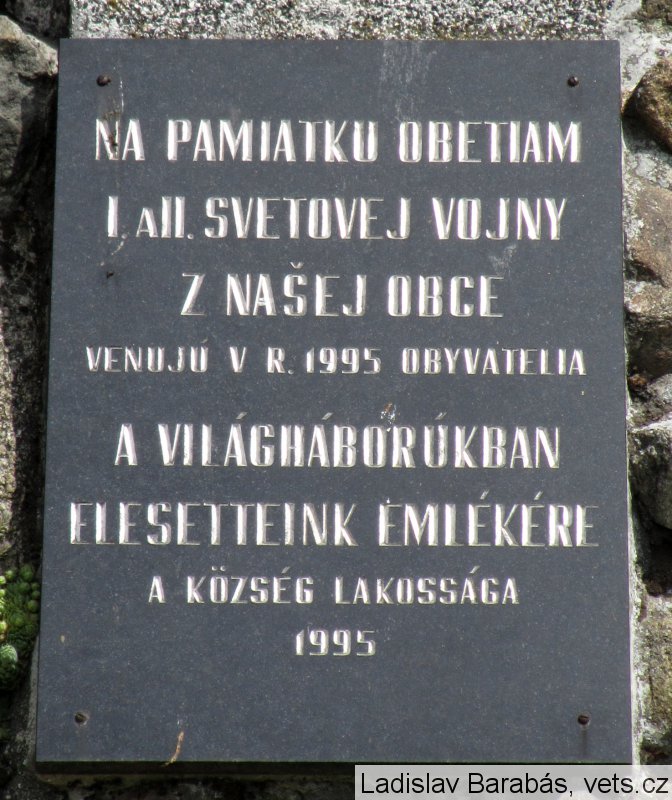 NA PAMIATKU OBETIAM
I. A II. SVETOVEJ VOJNY
Z NAŠEJ OBCE
VENUJÚ V R. 1995 OBYVATELIA
A VILÁGHÁBORÚKBAN
ELESETTEINK EMLÉKÉRE
A KÖZSÉG LAKOSSÁGA
1995
Ladislav Barabás, vets.cz